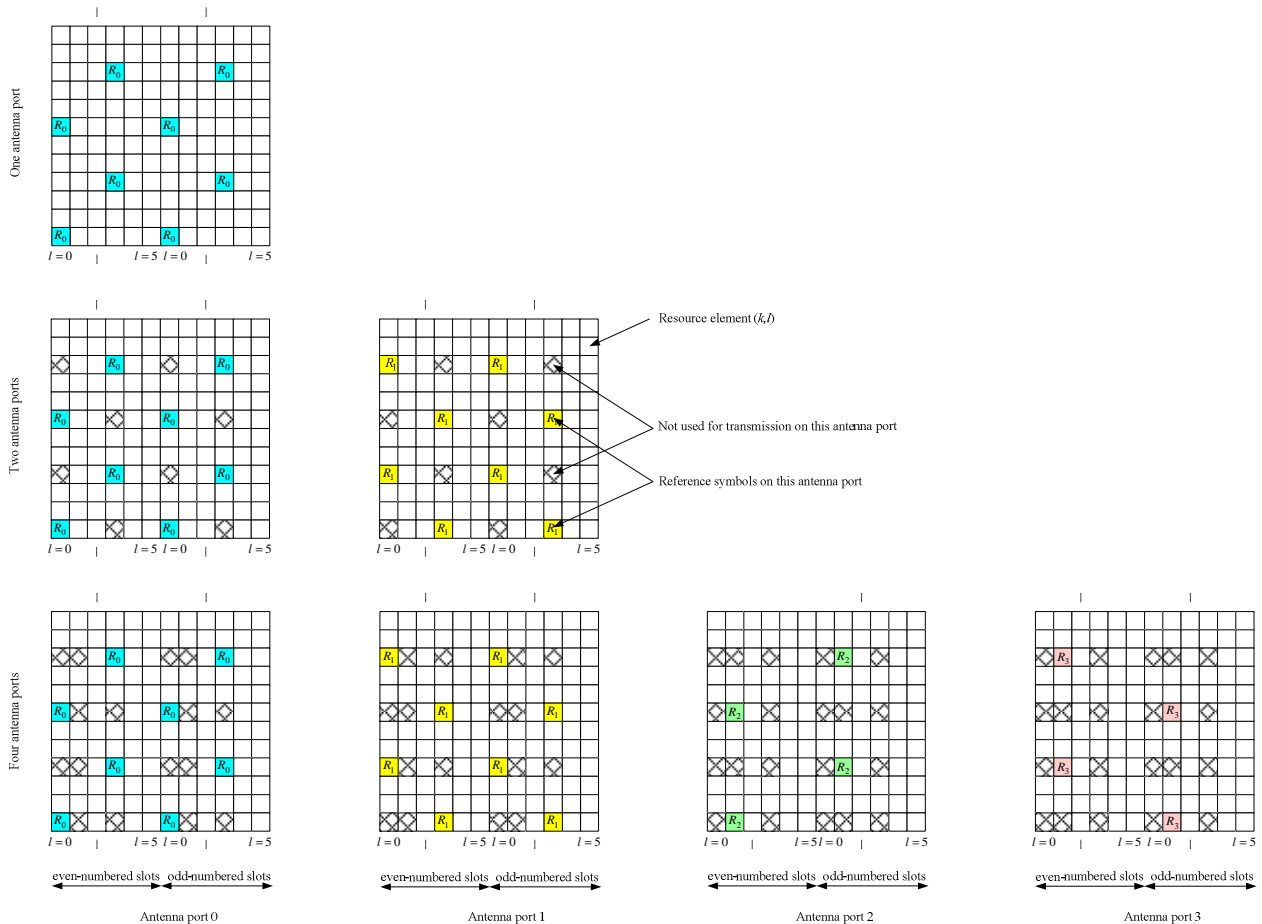 One antenna port
R0 R0
R0 R0
R0 R0
R0 R0
l = 0 l = 5 l = 0 l = 5
Two antenna ports
R0 R0
R0 R0
R0 R0
R0 R0
l = 0 l = 5 l = 0 l = 5
R1 R1
R1 R1
R1 R1
R1 R1
l = 0 l = 5 l = 0 l = 5
Resource element (k,l)
Not used for transmission on this antenna port
Reference symbols on this antenna port
Four antenna ports
R0 R0
R0 R0
R0 R0
R0 R0
l = 0 l = 5 l = 0 l = 5
even-numbered slots odd-numbered slots
Antenna port 0
R1 R1
R1 R1
R1 R1
R1 R1
l = 0 l = 5 l = 0 l = 5
even-numbered slots odd-numbered slots
Antenna port 1
R2
R2
R2
R2
l = 0 l = 5 l = 0 l = 5
even-numbered slots odd-numbered slots
Antenna port 2
R3
R3
R3
R3
l = 0 l = 5 l = 0 l = 5
even-numbered slots odd-numbered slots
Antenna port 3